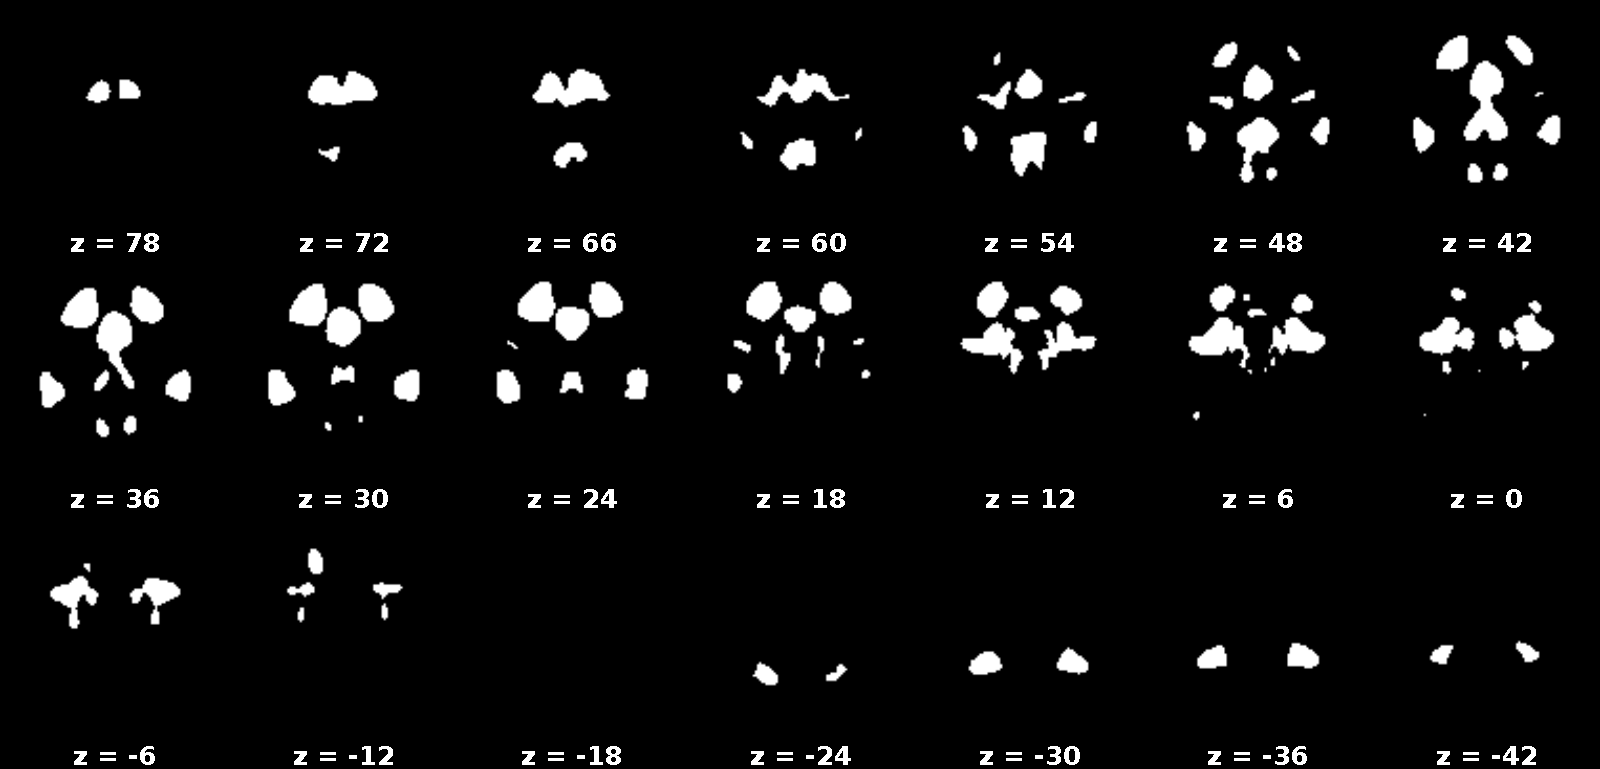 z = 78 z = 72 z = 66 z = 60 z = 54 z = 48 z = 42
z = 36 z = 30 z = 24 z = 18 z = 12 z = 6 z = 0
z = -6 z = -12 z = -18 z = -24 z = -30 z = -36 z = -42